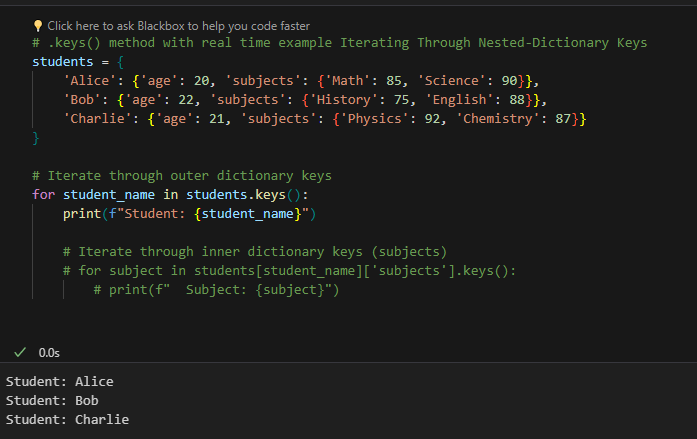 Click here to ask Blackbox to help you code faster
# .keys() method with real time example Iterating Through Nested-Dictionary Keys
students = {
    'Alice': {'age': 20, 'subjects': {'Math': 85, 'Science': 90}},
    'Bob': {'age': 22, 'subjects': {'History': 75, 'English': 88}},
    'Charlie': {'age': 21, 'subjects': {'Physics': 92, 'Chemistry': 87}}
}
# Iterate through outer dictionary keys
for student_name in students.keys():
    print(f"Student: {student_name}")
    # Iterate through inner dictionary keys (subjects)
    # for subject in students[student_name]['subjects'].keys():
        # print(f"  Subject: {subject}")
0.0s
Student: Alice
Student: Bob
Student: Charlie